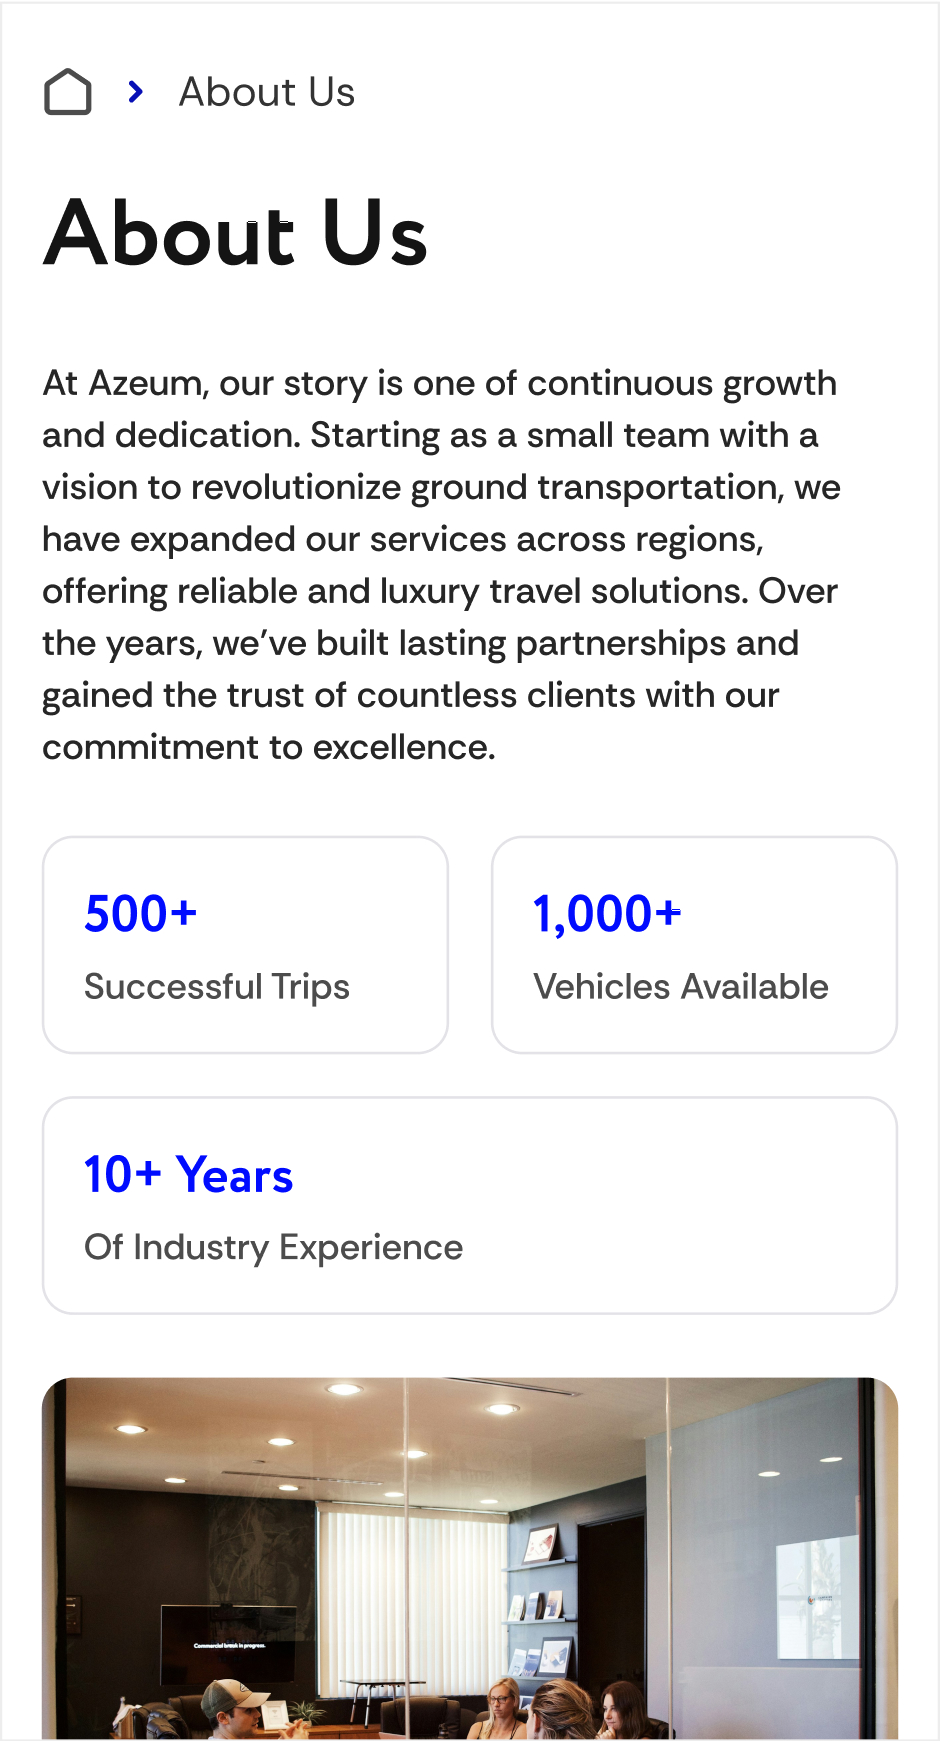 About Us
About Us
At Azeum, our story is one of continuous growth
and dedication. Starting as a small team with a
vision to revolutionize ground transportation, we
have expanded our services across regions,
offering reliable and luxury travel solutions. Over
the years, we’ve built lasting partnerships and
gained the trust of countless clients with our
commitment to excellence.
500+
Successful Trips
1,000+
Vehicles Available
10+ Years
Of Industry Experience
Commercial break in progress.